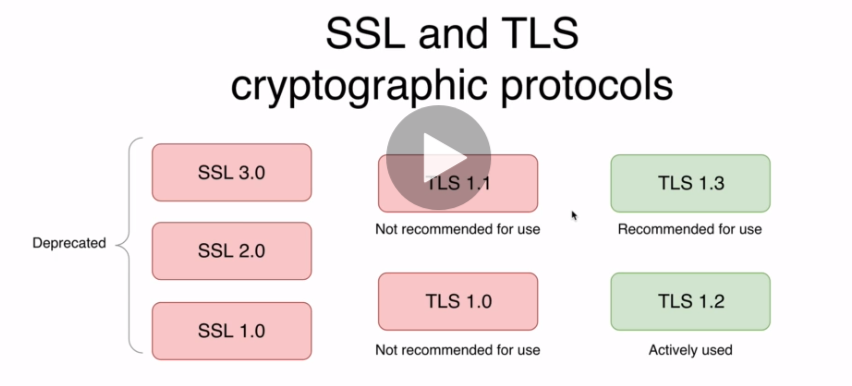 SSL and TLS
cryptographic protocols
Deprecated
SSL 3.0
SSL 2.0
SSL 1.0
TLS 1.1
Not recommended for use
TLS 1.0
Not recommended for use
TLS 1.3
Recommended for use
TLS 1.2
Actively used